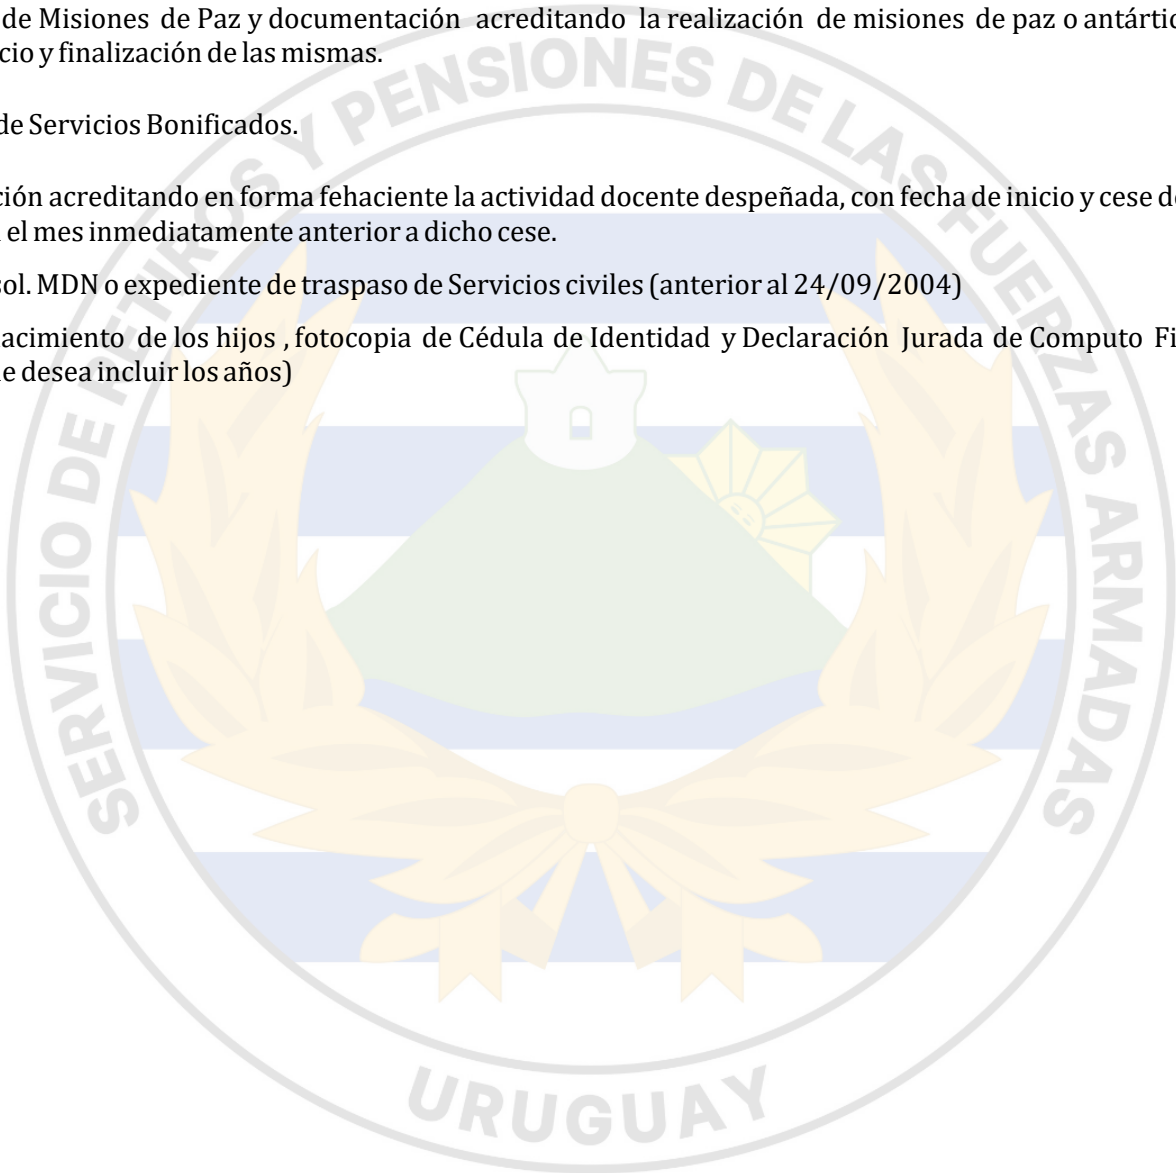 de Misiones de Paz y documentación acreditando la realización de misiones de paz o antártic
cio y finalización de las mismas.
de Servicios Bonificados.
ción acreditando en forma fehaciente la actividad docente despeñada, con fecha de inicio y cese d
el mes inmediatamente anterior a dicho cese.
sol. MDN o expediente de traspaso de Servicios civiles (anterior al 24/09/2004)
acimiento de los hijos , fotocopia de Cédula de Identidad y Declaración Jurada de Computo Fi
e desea incluir los años)
SERVICIO DE RETIROS Y PENSIONES DE LAS FUERZAS ARMADAS
URUGUAY